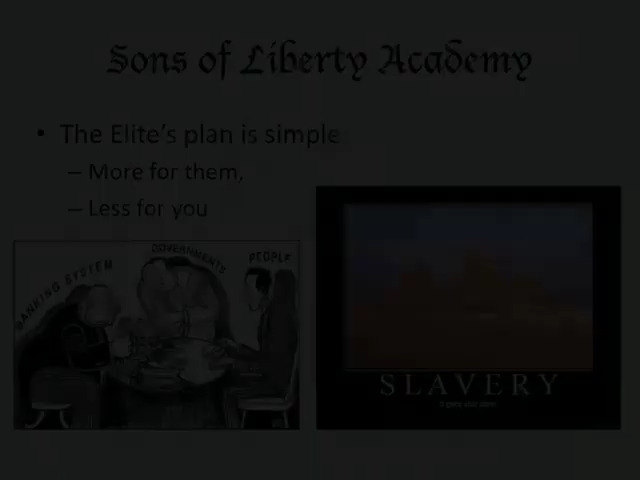 Sons of Liberty Academy
• The Elite's plan is simple
– More for them,
– Less for you
BANKING SYSTEM
GOVERNMENTS
PEOPLE
SLAVERY